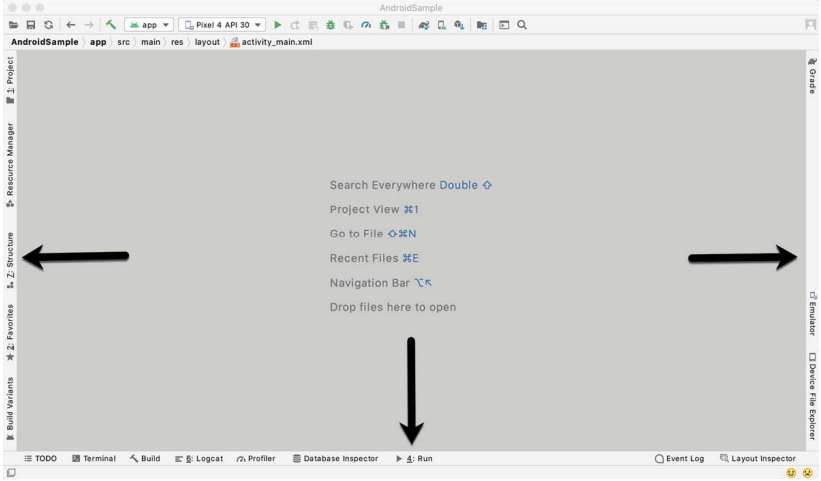 AndroidSample
app
Pixel 4 API 30
AndroidSample app src main res layout activity_main.xml
1: Project
Resource Manager
Z: Structure
2: Favorites
Build Variants
Search Everywhere Double ⇧
Project View ⌘1
Go to File ⇧⌘N
Recent Files ⌘E
Navigation Bar ⌥↖
Drop files here to open
Grade
Emulator
Device File Explorer
TODO Terminal Build 6: Logcat Profiler Database Inspector 4: Run Event Log Layout Inspector